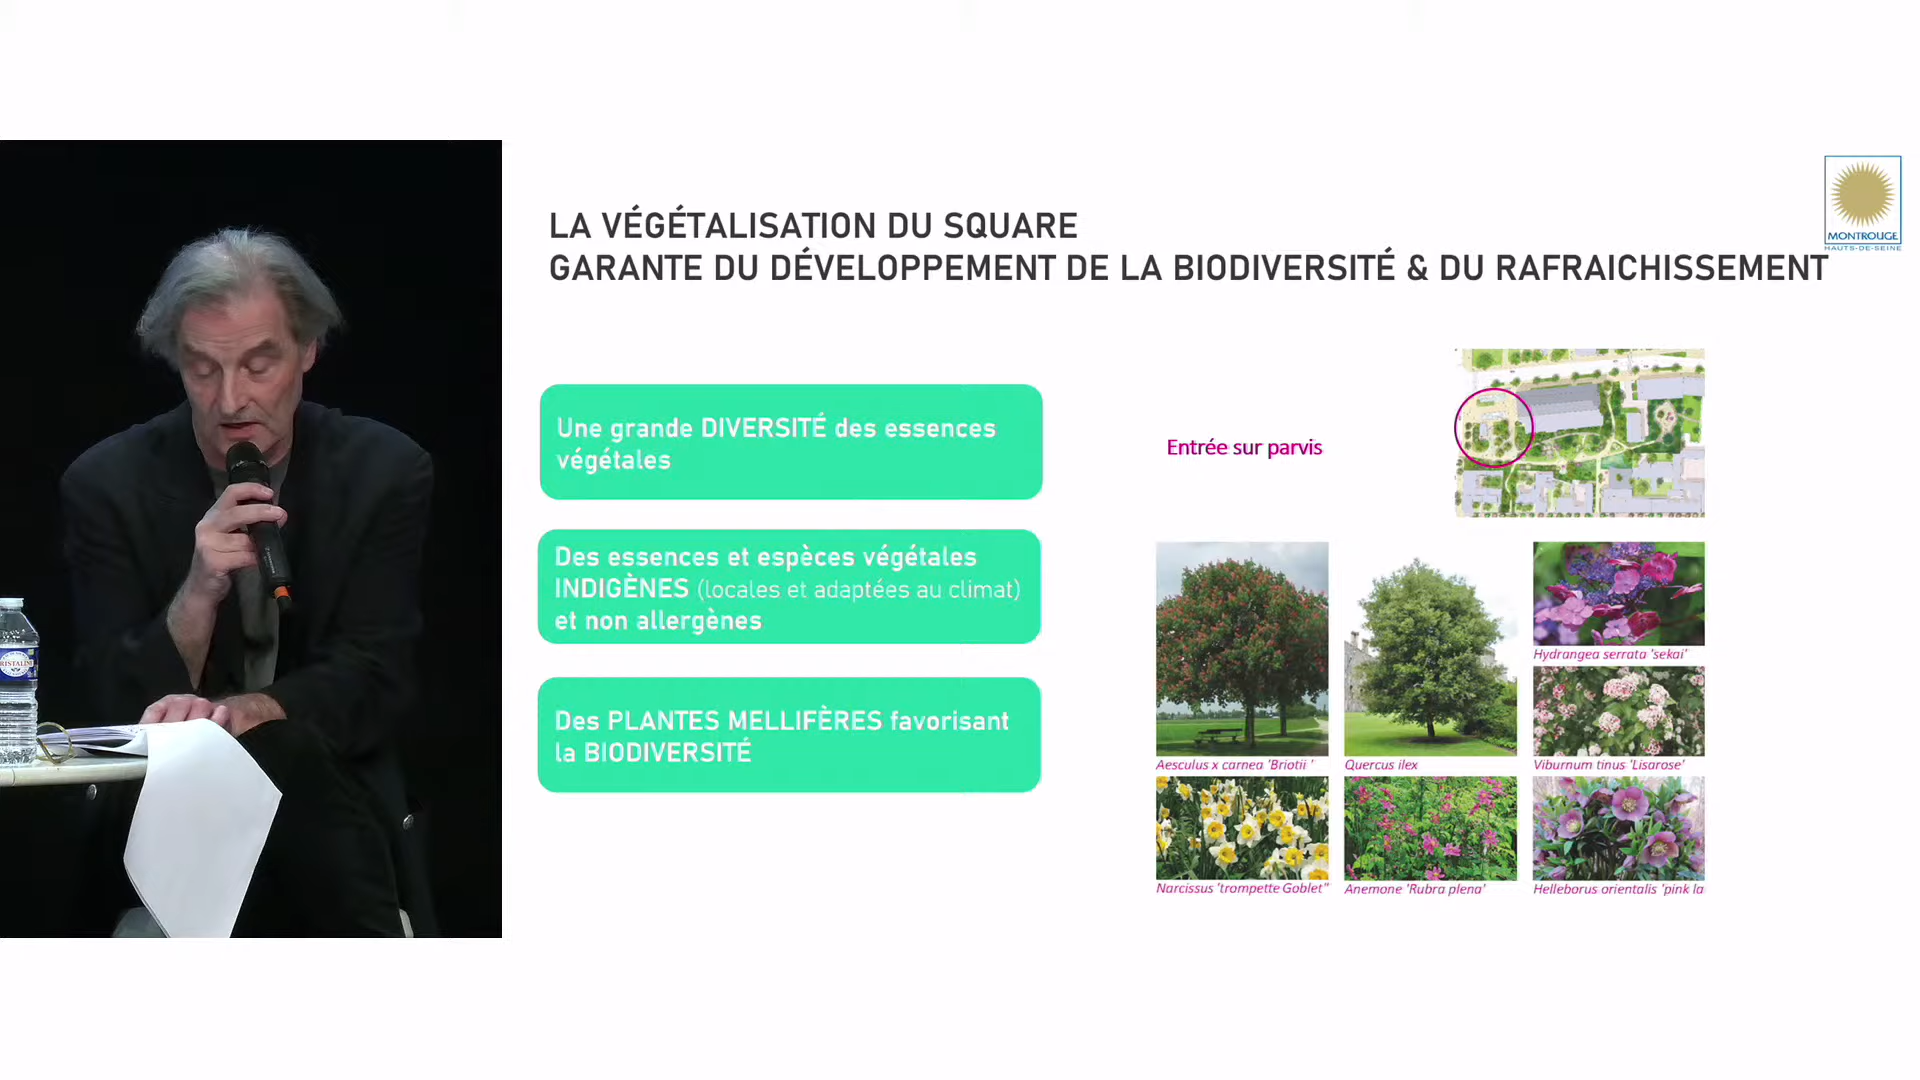 LA VÉGÉTALISATION DU SQUARE
GARANTE DU DÉVELOPPEMENT DE LA BIODIVERSITÉ & DU RAFRAICHISSEMENT
MONTROUGE
HAUTS-DE-SEINE
Une grande DIVERSITÉ des essences
végétales
Des essences et espèces végétales
INDIGÈNES (locales et adaptées au climat)
et non allergènes
Des PLANTES MELLIFÈRES favorisant
la BIODIVERSITÉ
Entrée sur parvis
Hydrangea serrata 'sekai'
Aesculus x carnea 'Briotii '
Quercus ilex
Viburnum tinus 'Lisarose'
Narcissus 'trompette Goblet"
Anemone 'Rubra plena'
Helleborus orientalis 'pink la
RISTALINE